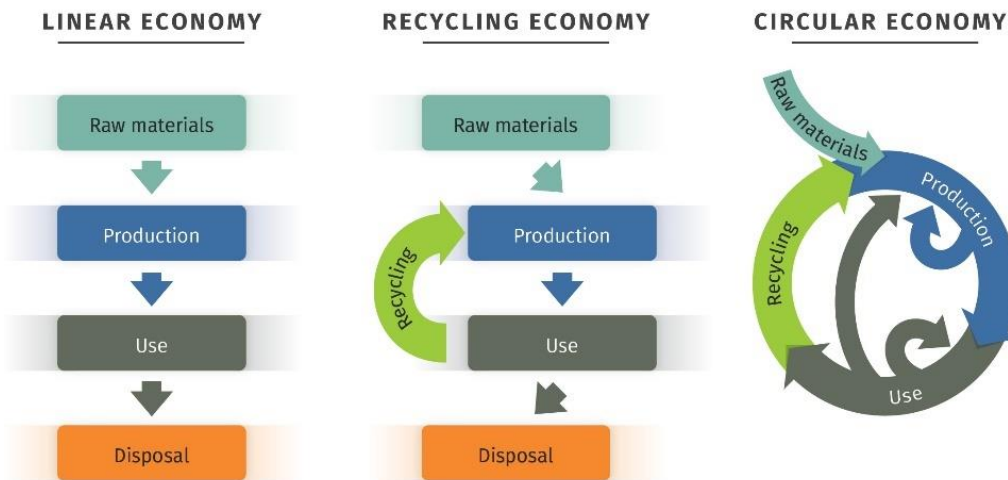 LINEAR ECONOMY
Raw materials
Production
Use
Disposal
RECYCLING ECONOMY
Raw materials
Production
Recycling
Use
Disposal
CIRCULAR ECONOMY
Raw materials
Production
Recycling
Use